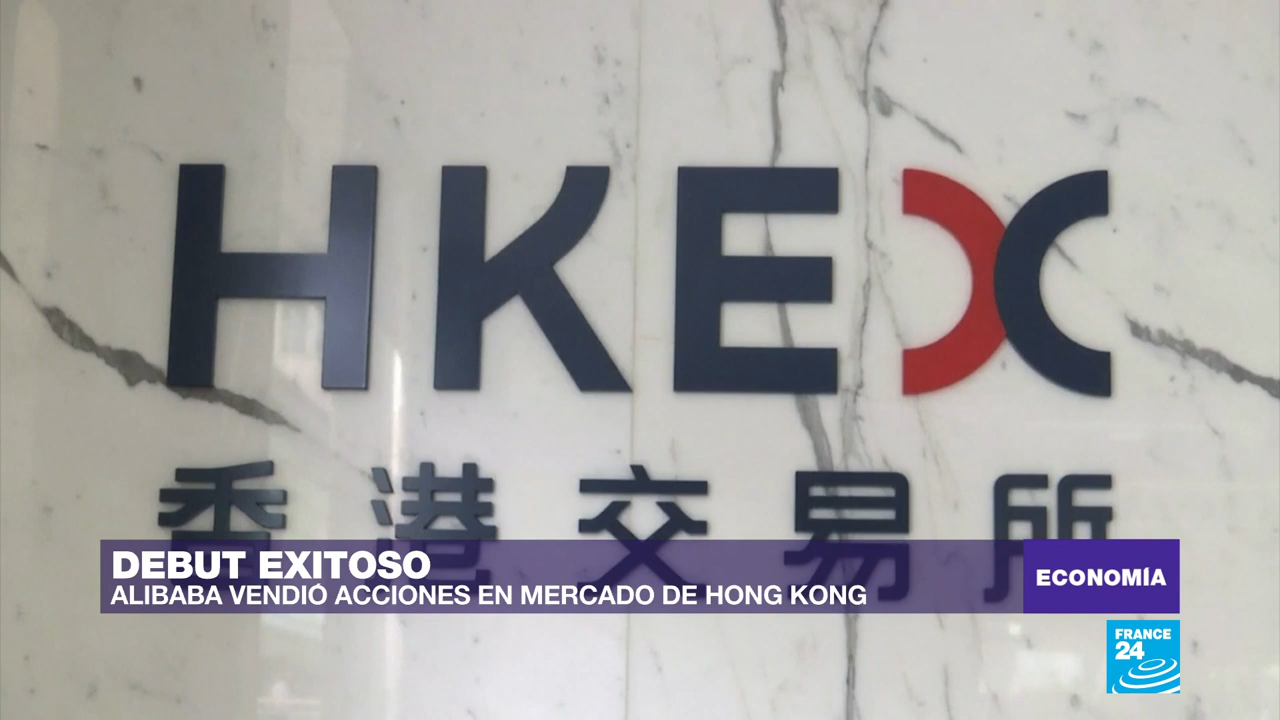 HKEX
香港交易所
DEBUT EXITOSO
ALIBABA VENDIÓ ACCIONES EN MERCADO DE HONG KONG
ECONOMÍA
FRANCE
24